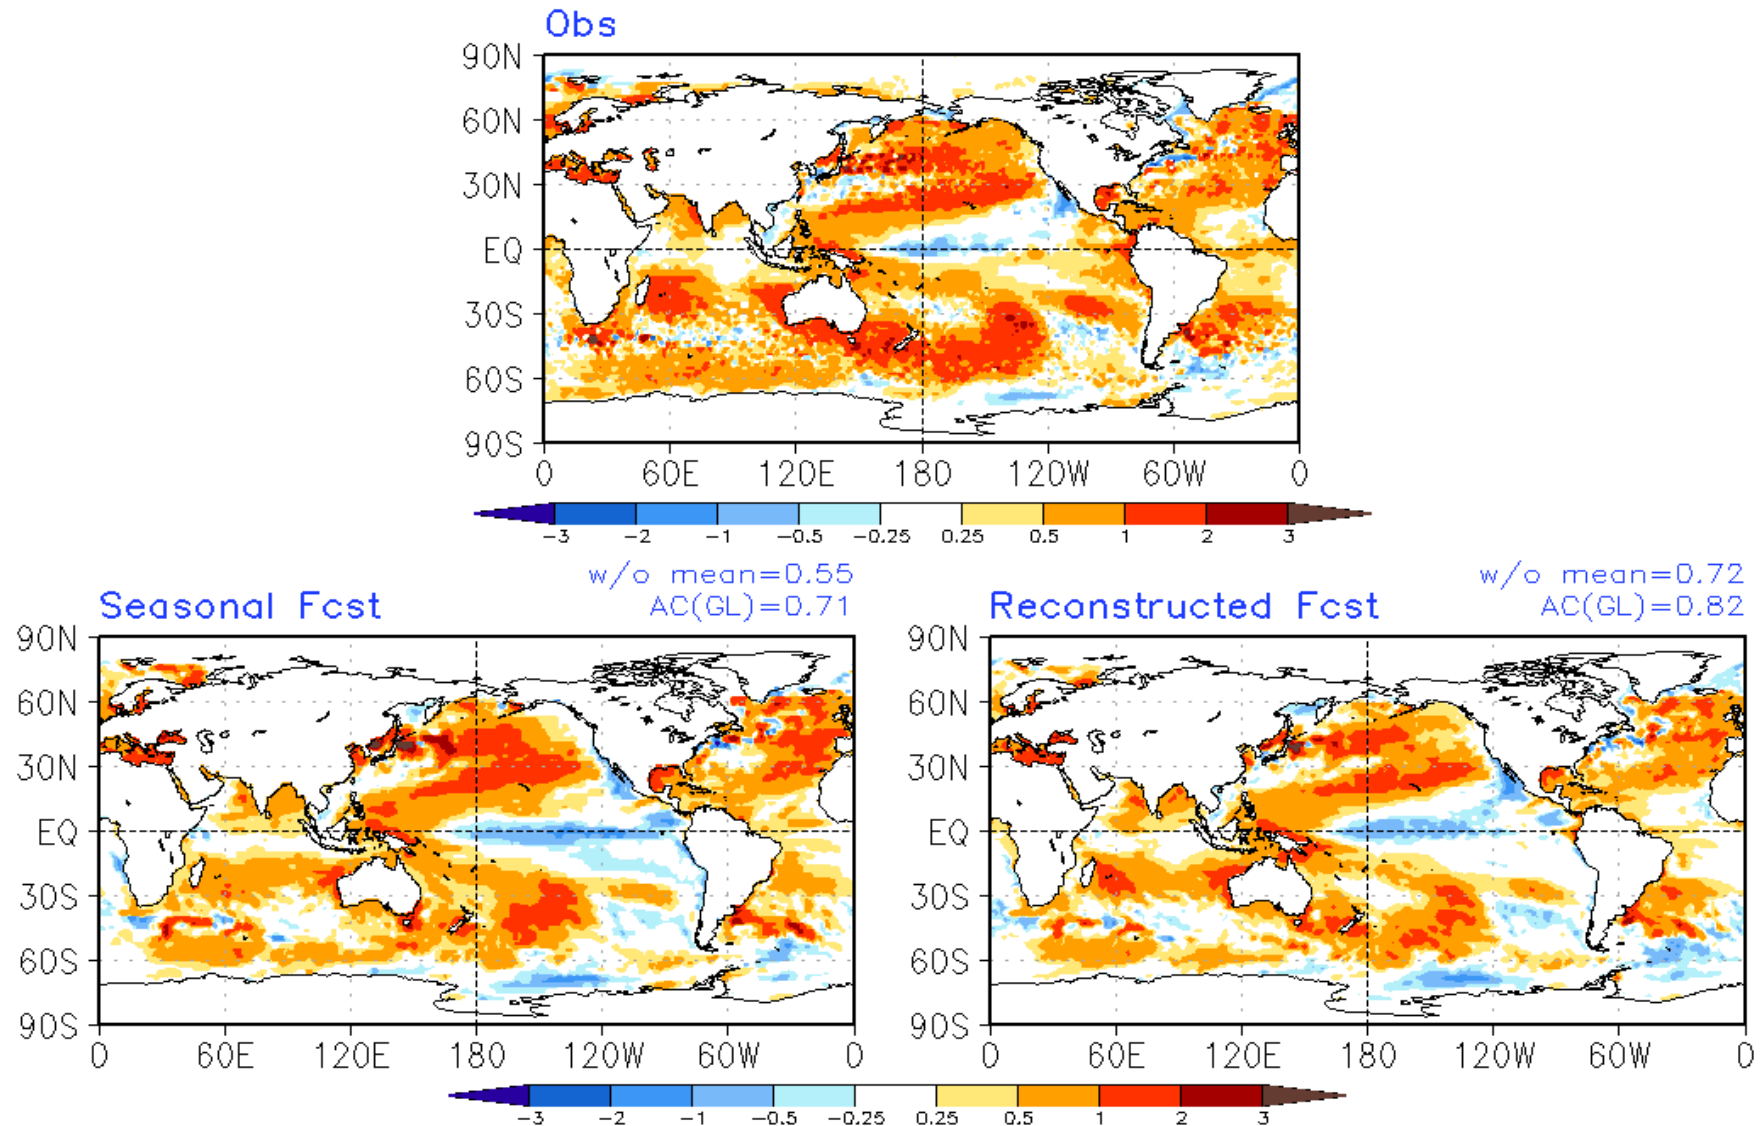 Obs
90N
60N
30N
EQ
30S
60S
90S
0 60E 120E 180 120W 60W 0
-3 -2 -1 -0.5 -0.25 0.25 0.5 1 2 3
w/o mean=0.55
Seasonal Fcst AC(GL)=0.71
90N
60N
30N
EQ
30S
60S
90S
0 60E 120E 180 120W 60W 0
w/o mean=0.72
Reconstructed Fcst AC(GL)=0.82
90N
60N
30N
EQ
30S
60S
90S
0 60E 120E 180 120W 60W 0
-3 -2 -1 -0.5 -0.25 0.25 0.5 1 2 3